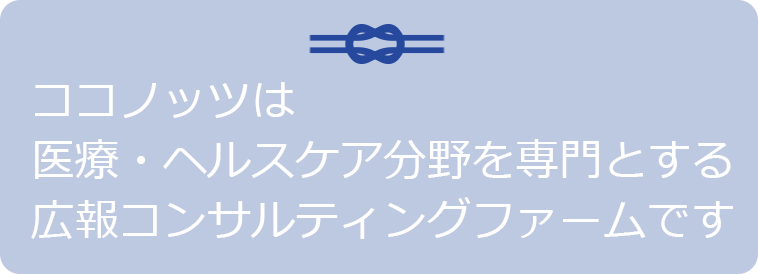 ココノッツは
医療・ヘルスケア分野を専門とする
広報コンサルティングファームです